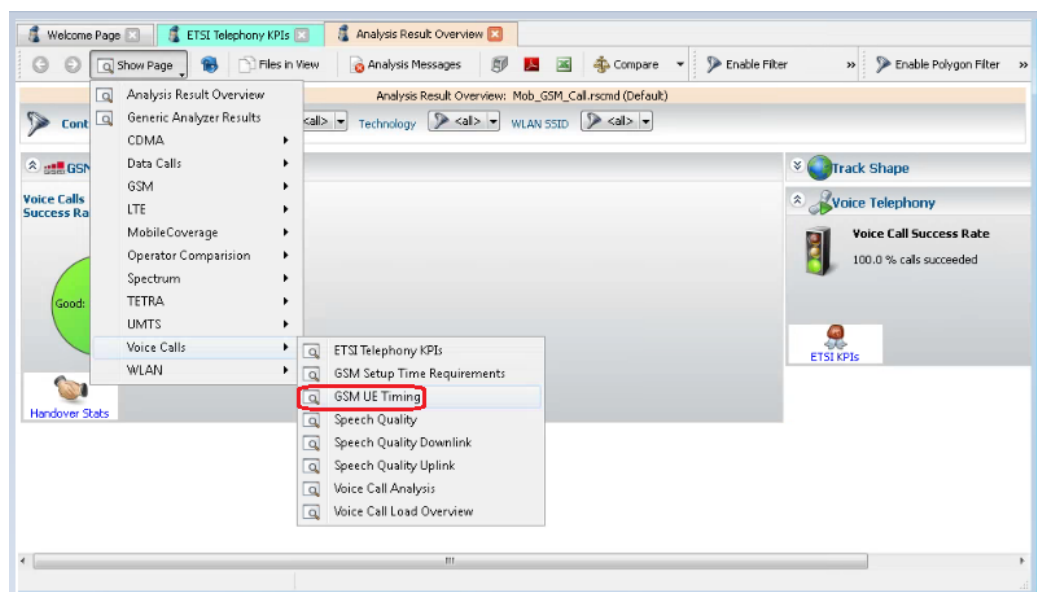 Welcome Page
ETSI Telephony KPIs
Analysis Result Overview
Show Page
Files in View
Analysis Messages
Compare
Enable Filter
»
Enable Polygon Filter
»
Analysis Result Overview: Mob_GSM_Call.rscmd (Default)
Cont
<all>
Technology
<all>
WLAN SSID
<all>
Analysis Result Overview
Generic Analyzer Results
CDMA
Data Calls
GSM
LTE
MobileCoverage
Operator Comparision
Spectrum
TETRA
UMTS
Voice Calls
WLAN
GSM
Voice Calls
Success Ra
Good:
Handover Stats
ETSI Telephony KPIs
GSM Setup Time Requirements
GSM UE Timing
Speech Quality
Speech Quality Downlink
Speech Quality Uplink
Voice Call Analysis
Voice Call Load Overview
Track Shape
Voice Telephony
Voice Call Success Rate
100.0 % calls succeeded
ETSI KPIs